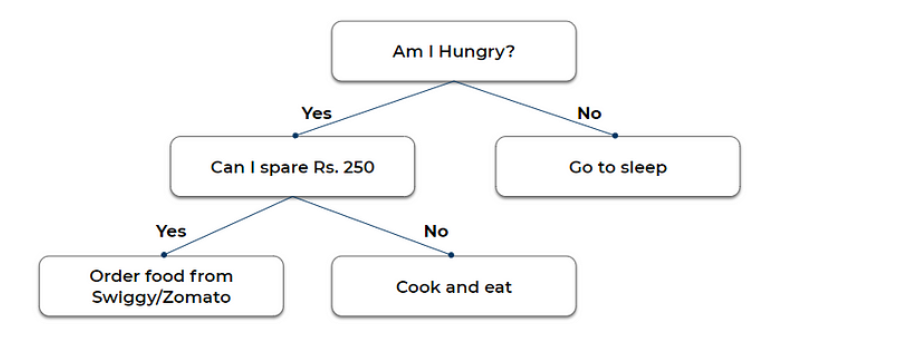 Am I Hungry?
Yes
No
Can I spare Rs. 250
Go to sleep
Yes
No
Order food from
Swiggy/Zomato
Cook and eat